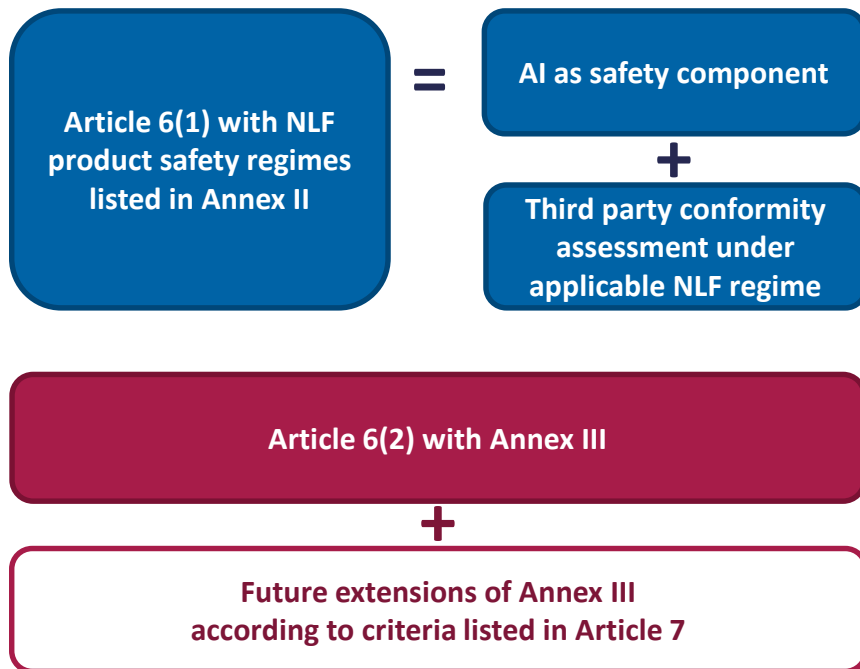 Article 6(1) with NLF
product safety regimes
listed in Annex II
=
AI as safety component
+
Third party conformity
assessment under
applicable NLF regime
Article 6(2) with Annex III
+
Future extensions of Annex III
according to criteria listed in Article 7